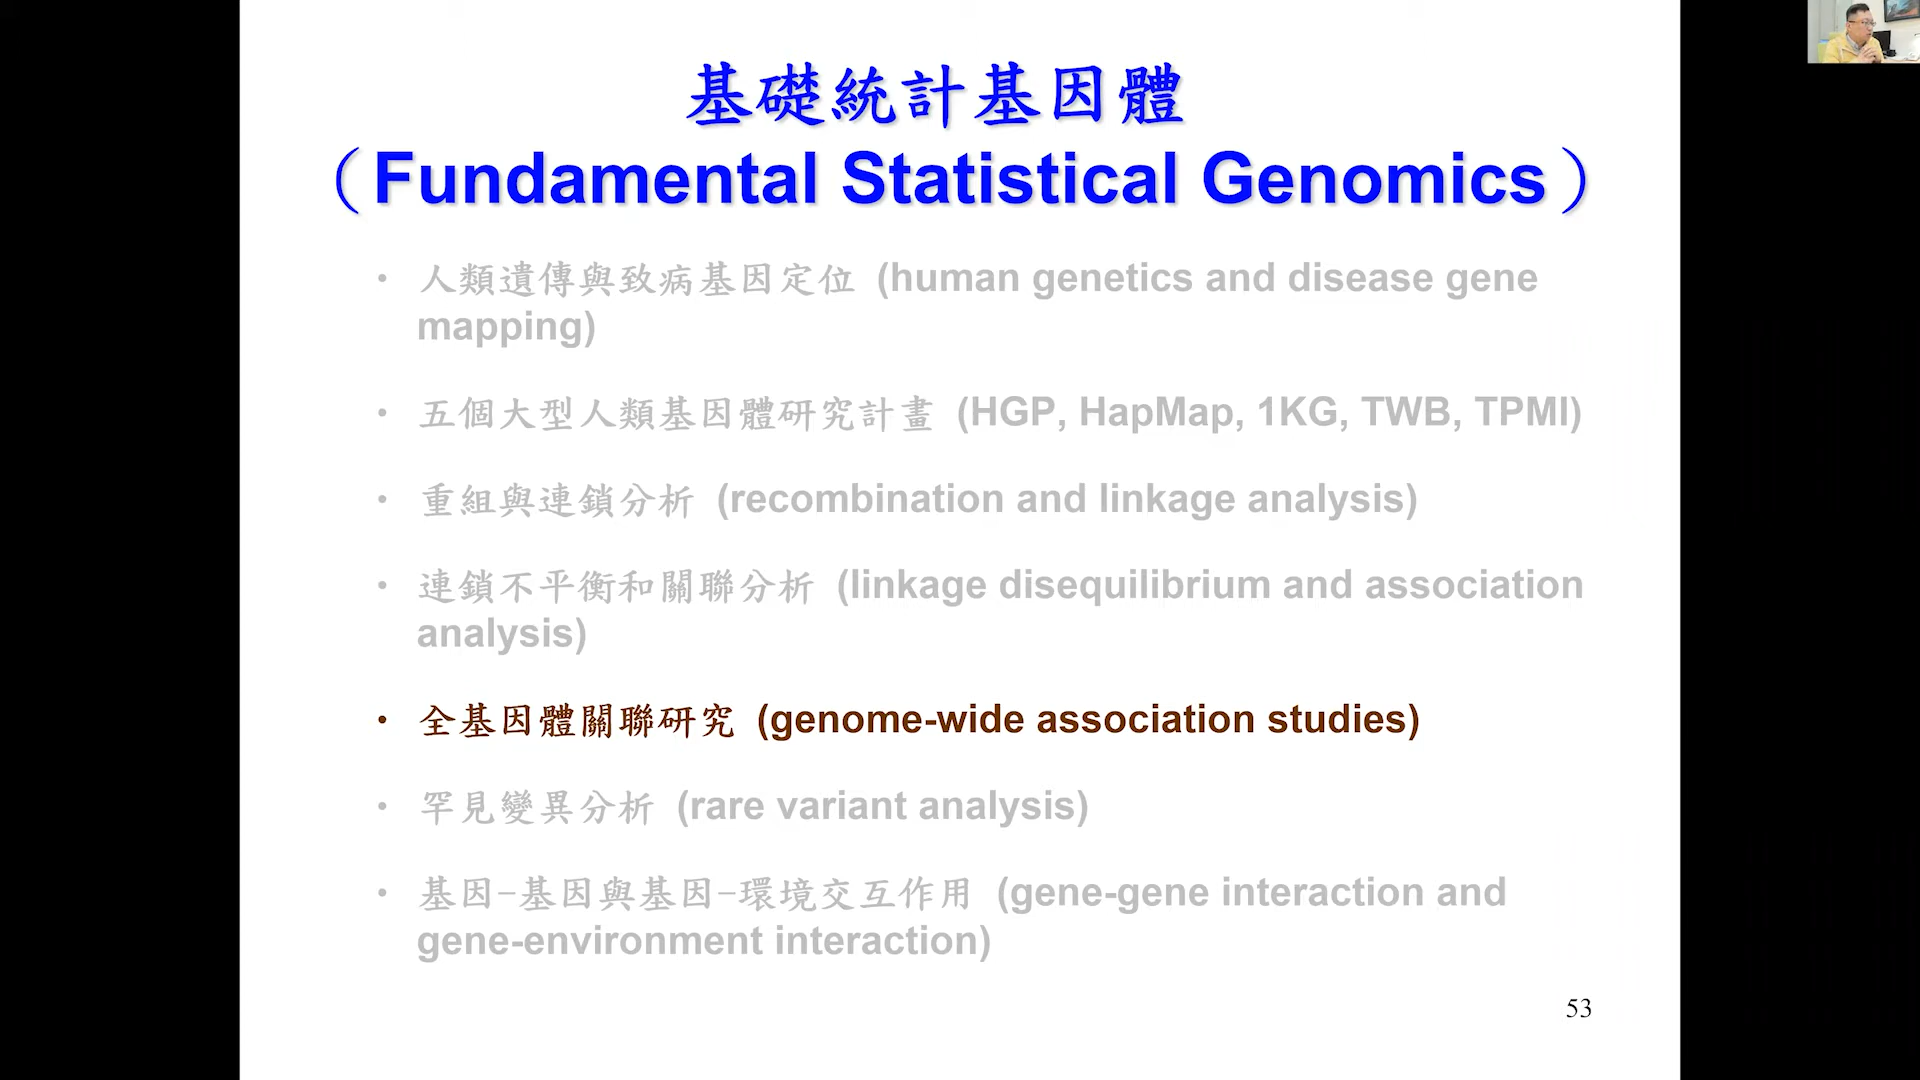 基礎統計基因體
（Fundamental Statistical Genomics）
• 人類遺傳與致病基因定位 (human genetics and disease gene
mapping)
• 五個大型人類基因體研究計畫 (HGP, HapMap, 1KG, TWB, TPMI)
• 重組與連鎖分析 (recombination and linkage analysis)
• 連鎖不平衡和關聯分析 (linkage disequilibrium and association
analysis)
• 全基因體關聯研究 (genome-wide association studies)
• 罕見變異分析 (rare variant analysis)
• 基因-基因與基因-環境交互作用 (gene-gene interaction and
gene-environment interaction)
53